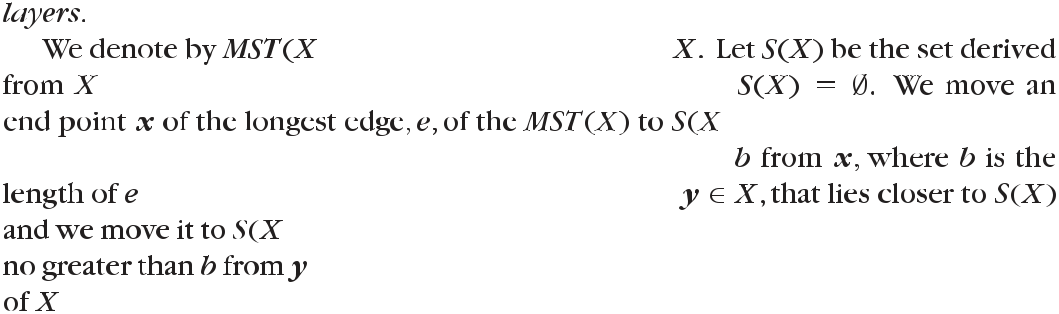 layers.
We denote by MST(X X. Let S(X) be the set derived
from X S(X) = ∅. We move an
end point x of the longest edge, e, of the MST(X) to S(X
b from x, where b is the
length of e y ∈ X, that lies closer to S(X)
and we move it to S(X
no greater than b from y
of X